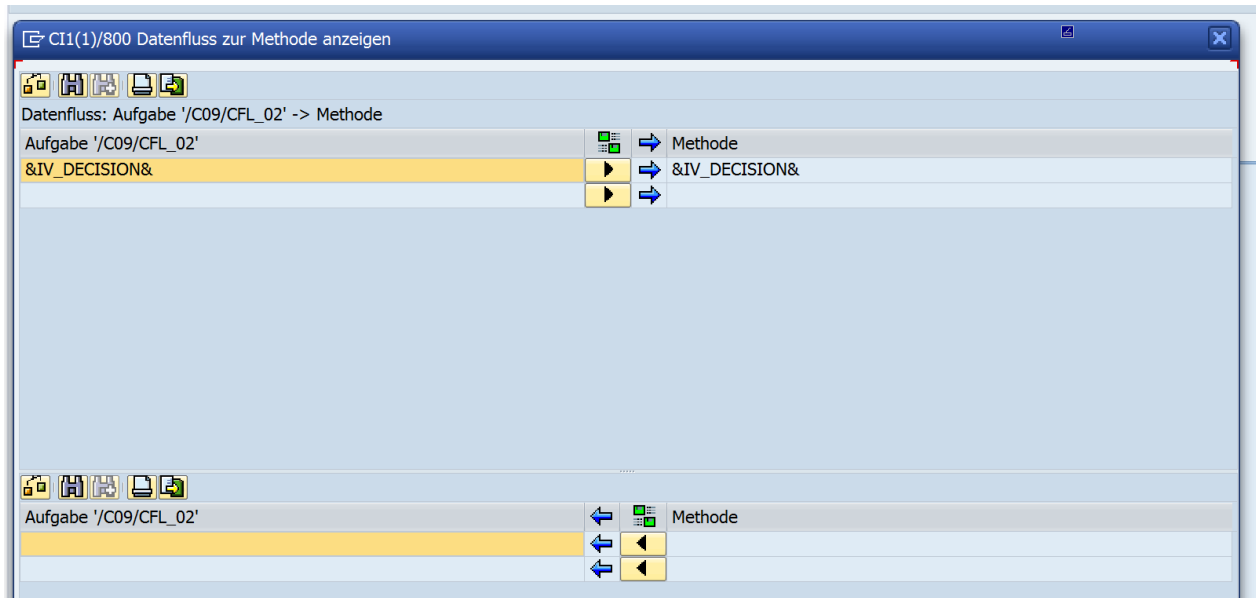 CI1(1)/800 Datenfluss zur Methode anzeigen
Datenfluss: Aufgabe '/C09/CFL_02' -> Methode
Aufgabe '/C09/CFL_02' Methode
&IV_DECISION& &IV_DECISION&
Aufgabe '/C09/CFL_02' Methode